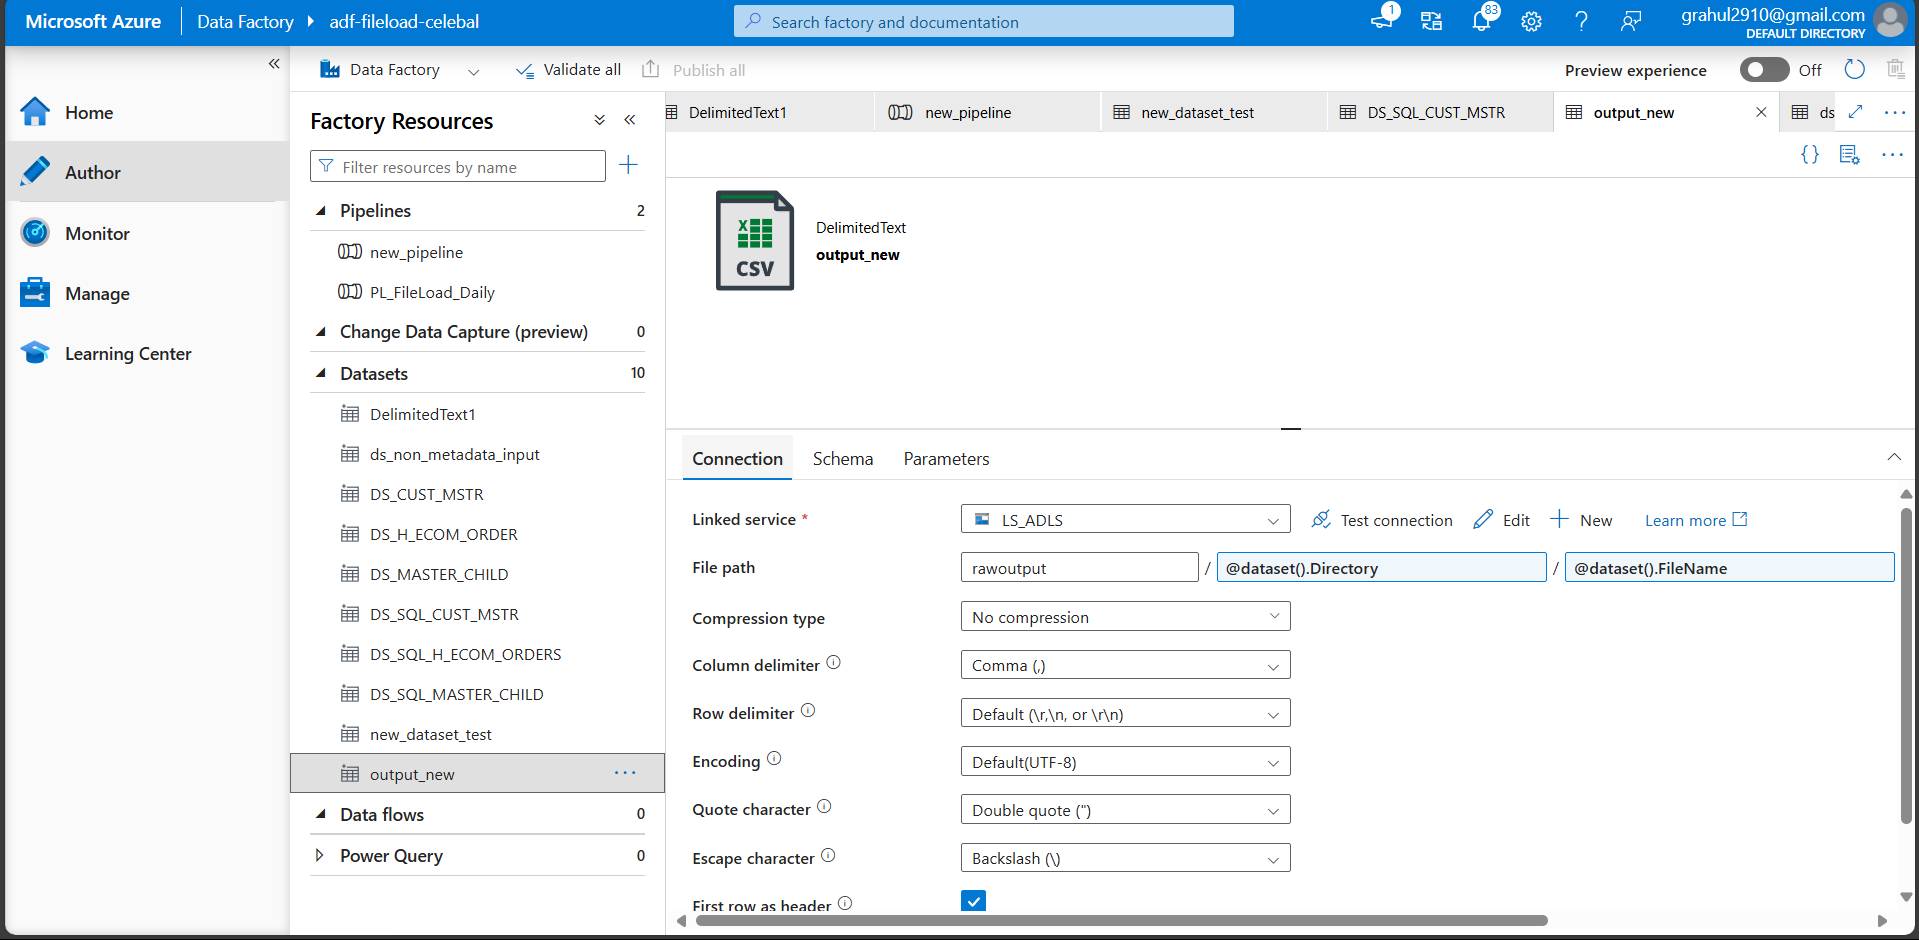 Microsoft Azure
Data Factory
adf-fileload-celebal
Search factory and documentation
1
83
grahul2910@gmail.com
DEFAULT DIRECTORY
Home
Author
Monitor
Manage
Learning Center
Data Factory
Validate all
Publish all
Preview experience
Off
Factory Resources
Filter resources by name
Pipelines 2
new_pipeline
PL_FileLoad_Daily
Change Data Capture (preview) 0
Datasets 10
DelimitedText1
ds_non_metadata_input
DS_CUST_MSTR
DS_H_ECOM_ORDER
DS_MASTER_CHILD
DS_SQL_CUST_MSTR
DS_SQL_H_ECOM_ORDERS
DS_SQL_MASTER_CHILD
new_dataset_test
output_new
Data flows 0
Power Query 0
DelimitedText1
new_pipeline
new_dataset_test
DS_SQL_CUST_MSTR
output_new
ds
{}
X
CSV
DelimitedText
output_new
Connection
Schema
Parameters
Linked service *
LS_ADLS
Test connection
Edit
New
Learn more
File path
rawoutput / @dataset().Directory / @dataset().FileName
Compression type
No compression
Column delimiter
Comma (,)
Row delimiter
Default (\r,\n, or \r\n)
Encoding
Default(UTF-8)
Quote character
Double quote (")
Escape character
Backslash (\)
First row as header